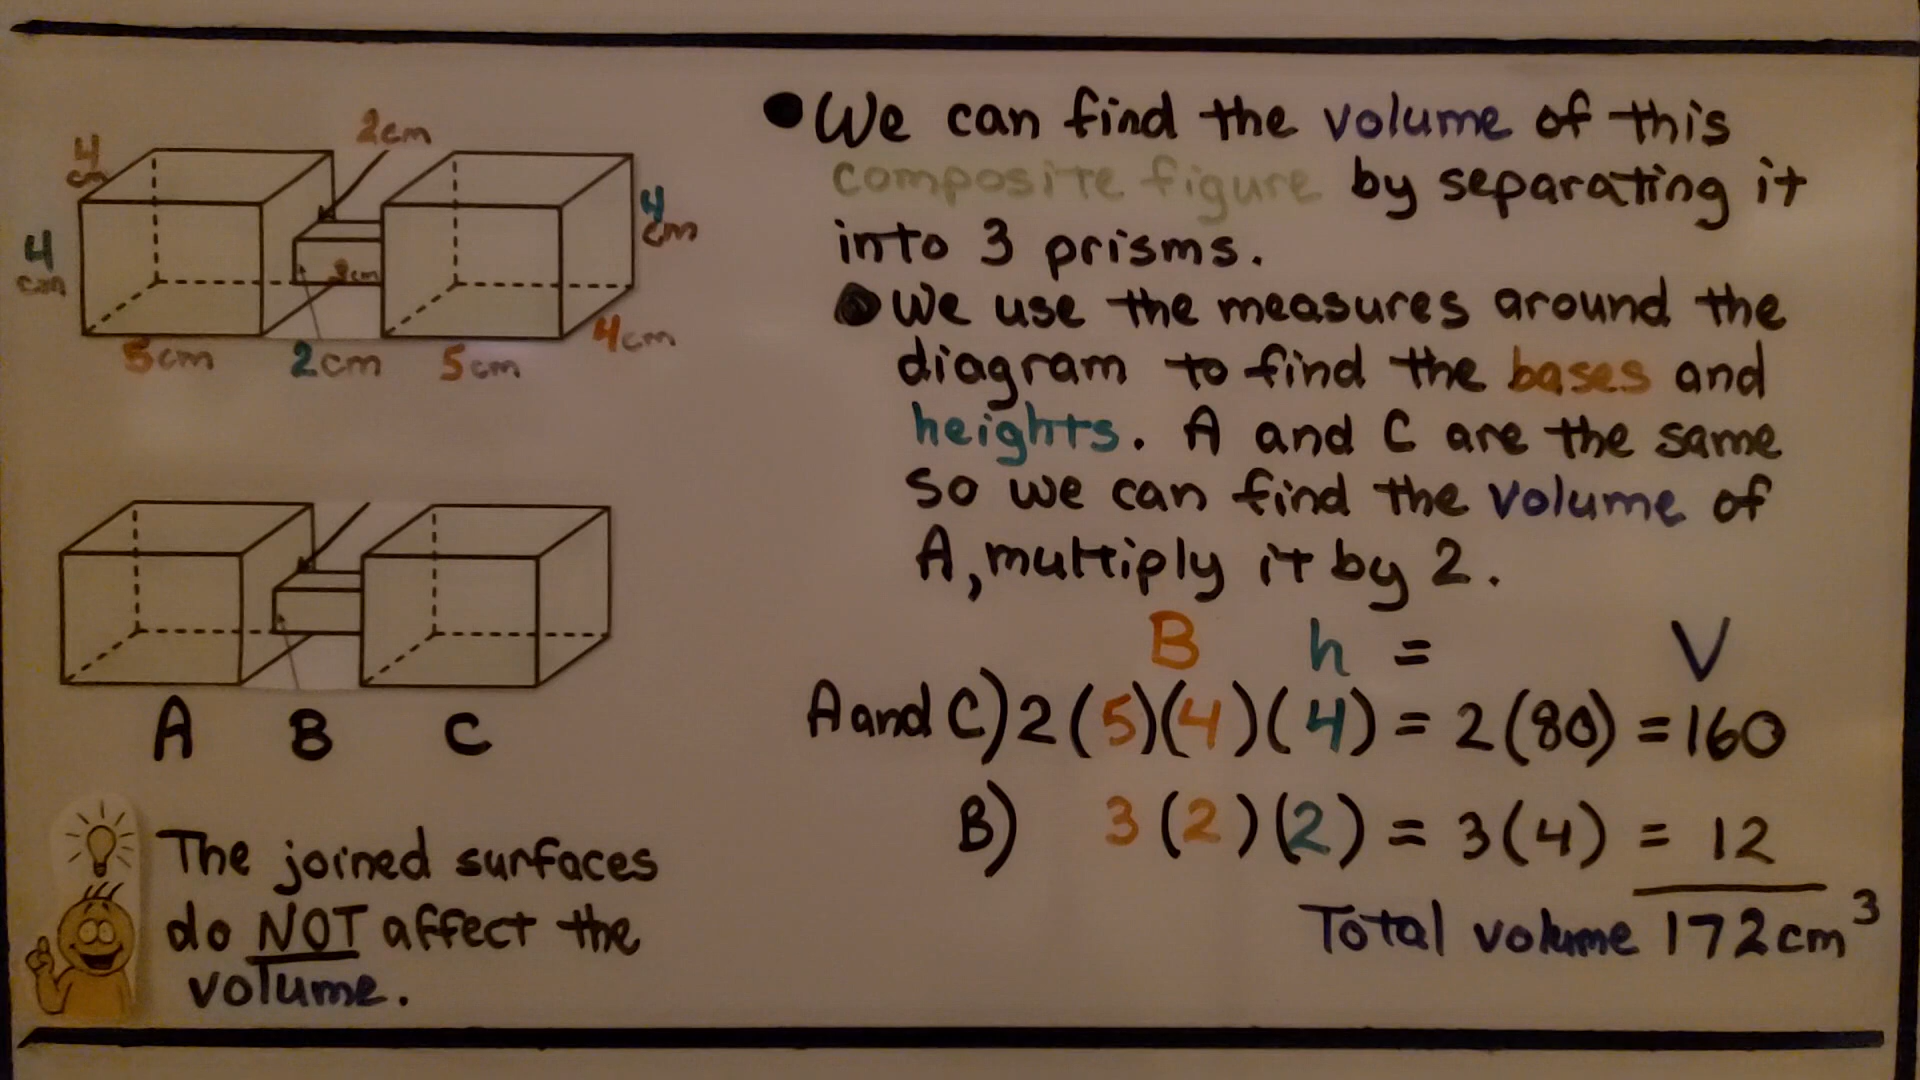 2cm
4
cm
4
cm
4
cm
3cm
4cm
5cm 2cm 5cm
A B C
The joined surfaces
do NOT affect the
volume.
• We can find the volume of this
composite figure by separating it
into 3 prisms.
• We use the measures around the
diagram to find the bases and
heights. A and C are the same
so we can find the volume of
A, multiply it by 2.
B h = V
A and C) 2(5)(4)(4) = 2(80) = 160
B) 3(2)(2) = 3(4) = 12
Total volume 172cm³